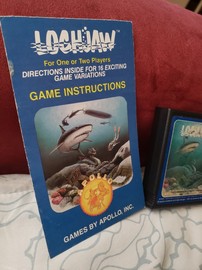 LOCHJAW
For One or Two Players
DIRECTIONS INSIDE FOR 16 EXCITING
GAME VARIATIONS
GAME INSTRUCTIONS
GAMES BY APOLLO, INC.